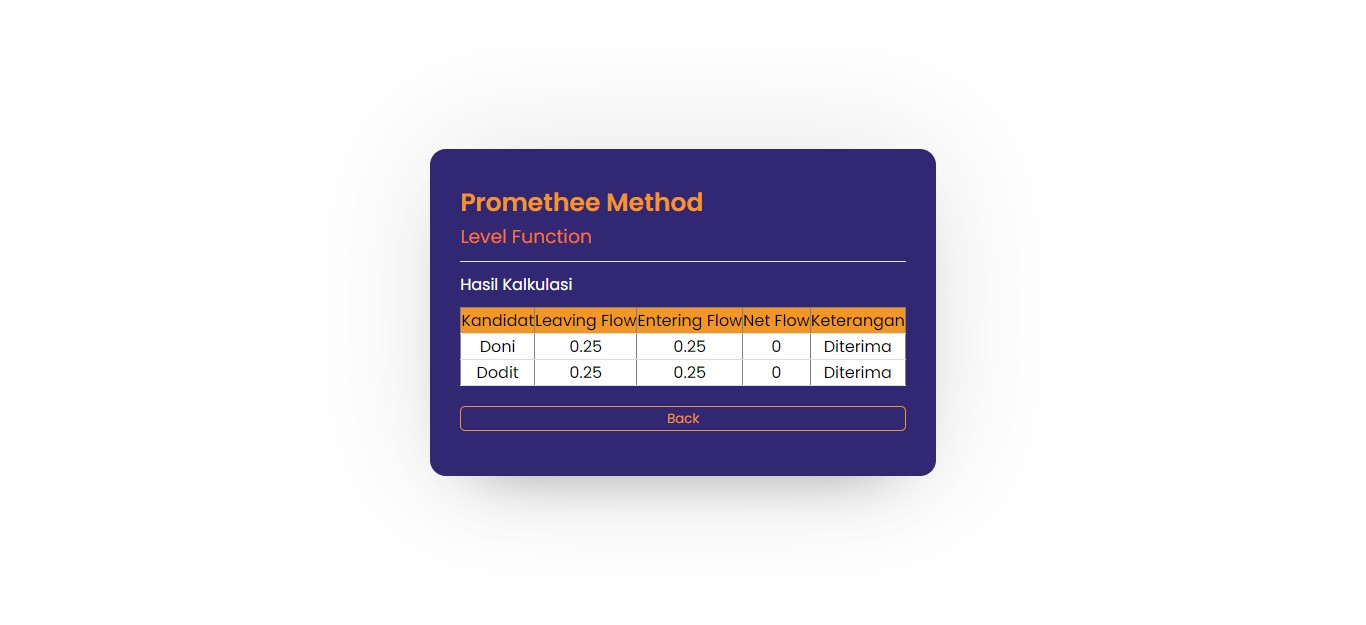 Promethee Method
Level Function
Hasil Kalkulasi
Kandidat Leaving Flow Entering Flow Net Flow Keterangan
Doni 0.25 0.25 0 Diterima
Dodit 0.25 0.25 0 Diterima
Back